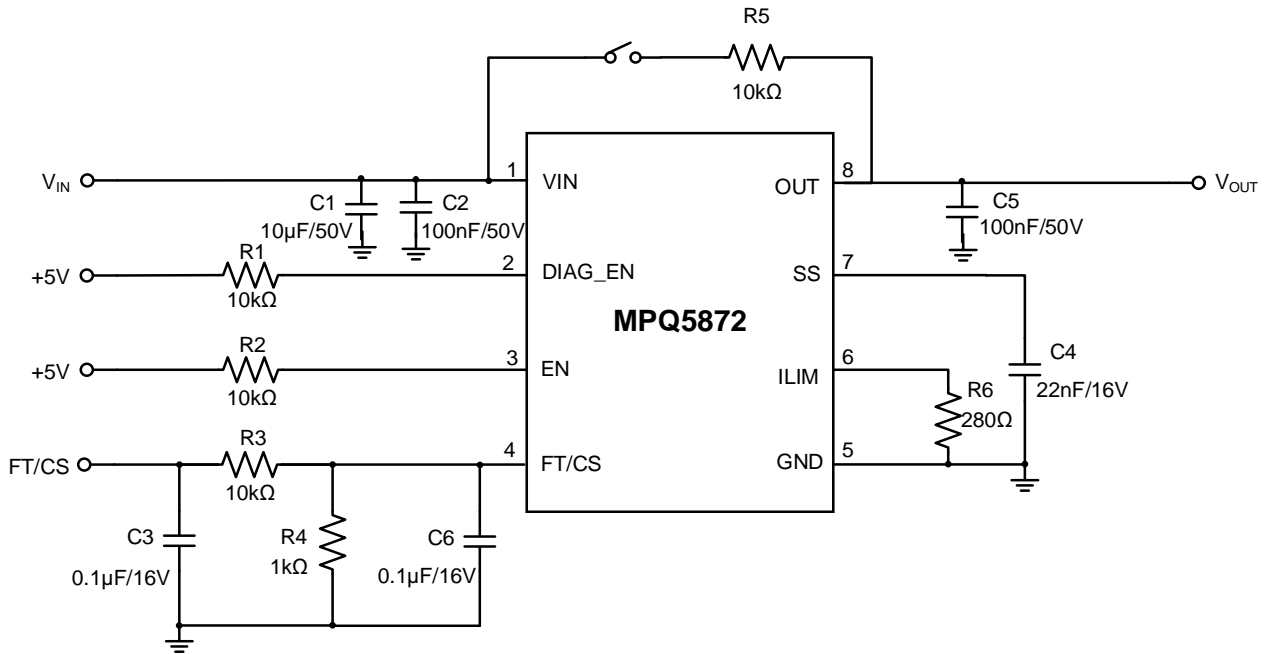 R5
10kΩ
1
VIN
OUT
8
VIN
VOUT
C1
10µF/50V
C2
100nF/50V
C5
100nF/50V
+5V
R1
10kΩ
2
DIAG_EN
SS
7
MPQ5872
+5V
R2
10kΩ
3
EN
ILIM
6
C4
22nF/16V
R6
280Ω
FT/CS
R3
10kΩ
4
FT/CS
GND
5
C3
0.1µF/16V
R4
1kΩ
C6
0.1µF/16V